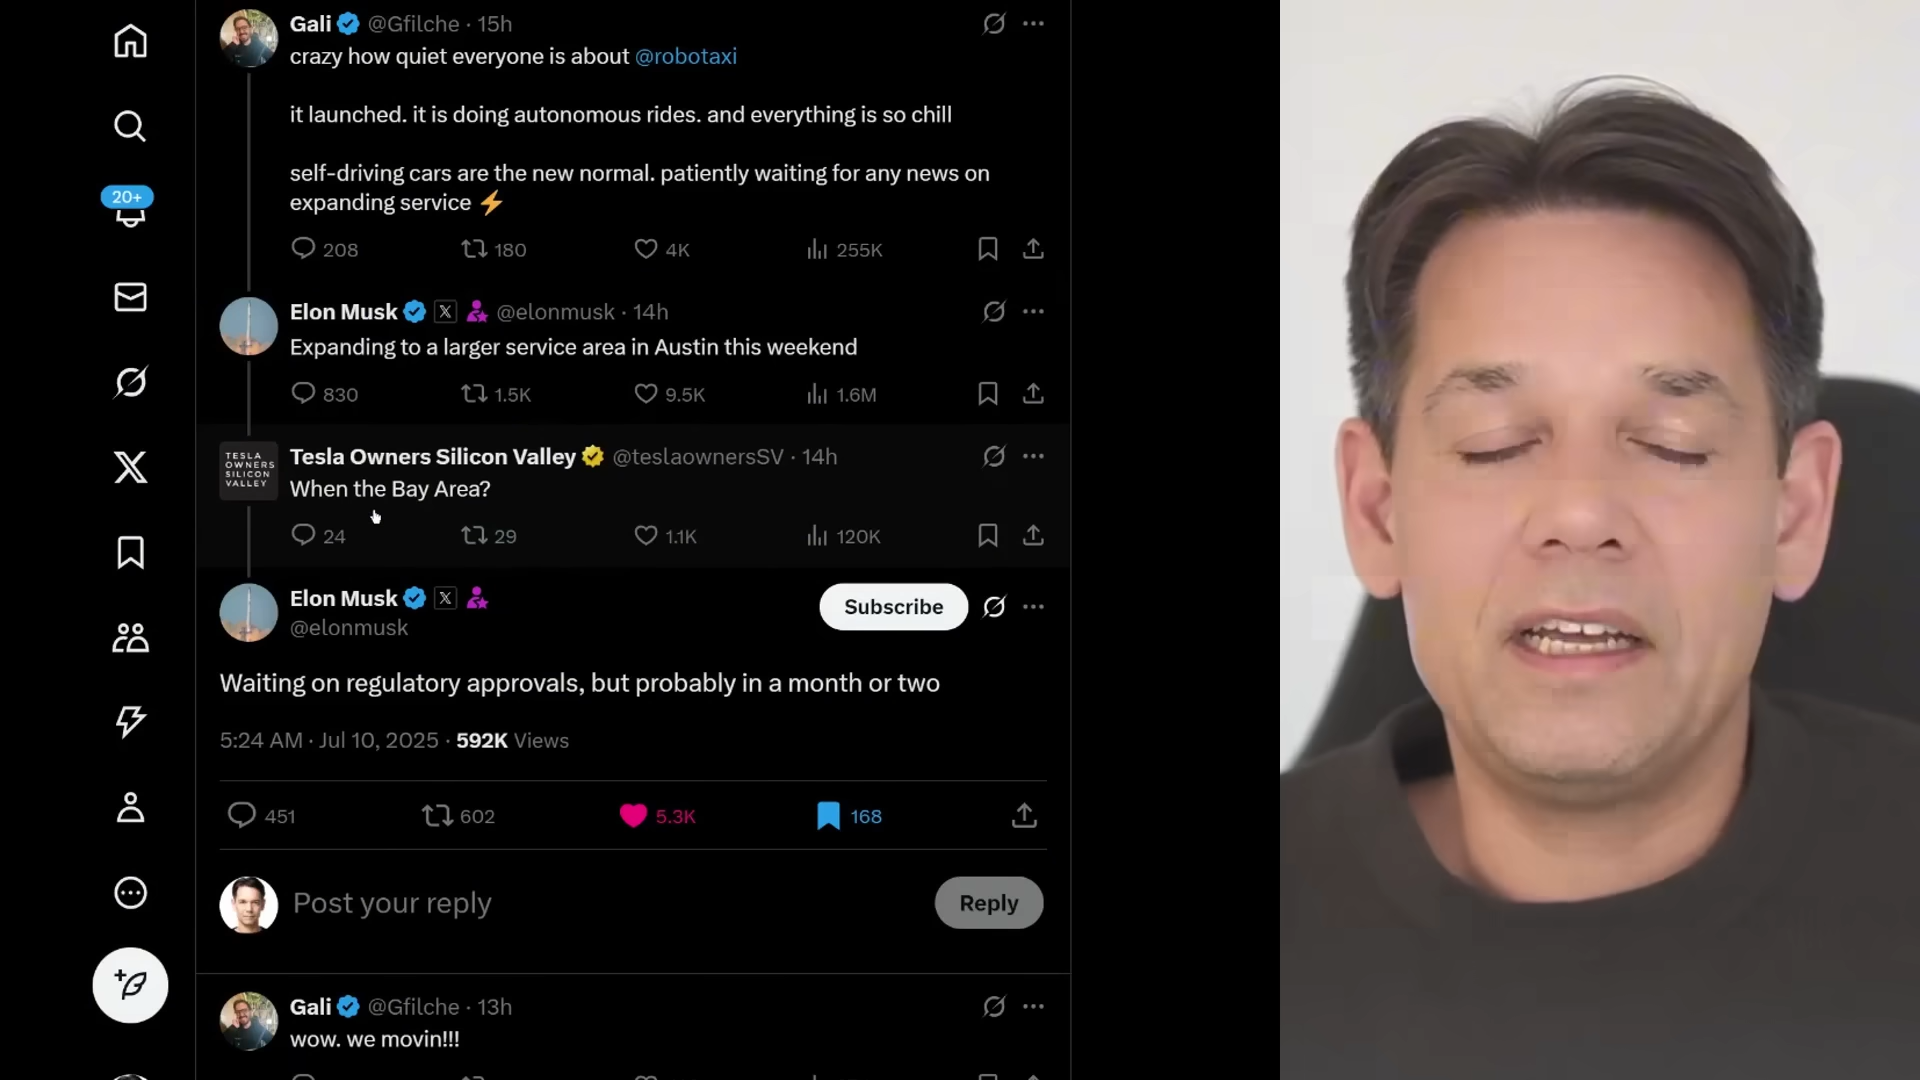 Gali @Gfilche · 15h
crazy how quiet everyone is about @robotaxi
it launched. it is doing autonomous rides. and everything is so chill
self-driving cars are the new normal. patiently waiting for any news on
expanding service ⚡
208 180 4K 255K
20+
Elon Musk X @elonmusk · 14h
Expanding to a larger service area in Austin this weekend
830 1.5K 9.5K 1.6M
TESLA
OWNERS
SILICON
VALLEY
Tesla Owners Silicon Valley @teslaownersSV · 14h
When the Bay Area?
24 29 1.1K 120K
Elon Musk X
@elonmusk
Subscribe
Waiting on regulatory approvals, but probably in a month or two
5:24 AM · Jul 10, 2025 · 592K Views
451 602 5.3K 168
Post your reply
Reply
Gali @Gfilche · 13h
wow. we movin!!!